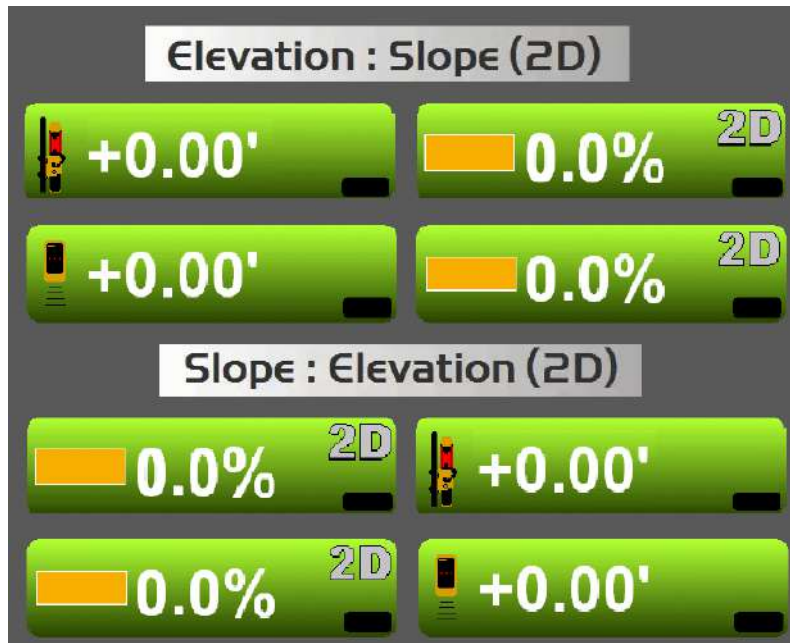 Elevation : Slope (2D)
+0.00' 0.0% 2D
+0.00' 0.0% 2D
Slope : Elevation (2D)
0.0% 2D +0.00'
0.0% 2D +0.00'